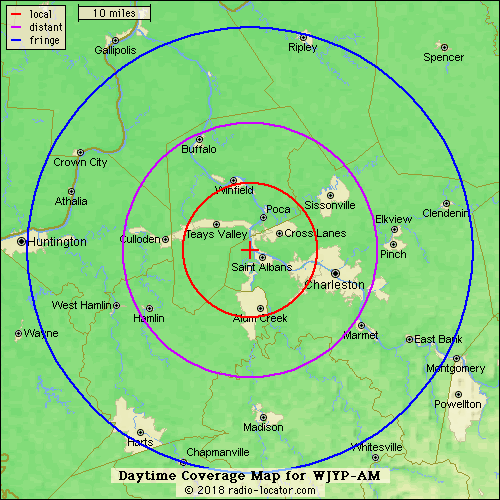 local
distant
fringe
10 miles
Gallipolis
Ripley
Spencer
Buffalo
Crown City
Winfield
Athalia
Sissonville
Poca
Clendenin
Elkview
Teays Valley
Cross Lanes
Huntington
Culloden
Pinch
Saint Albans
Charleston
West Hamlin
Hamlin
Alum Creek
Wayne
Marmet
East Bank
Montgomery
Powellton
Madison
Harts
Chapmanville
Whitesville
Daytime Coverage Map for WJYP-AM
© 2018 radio-locator.com